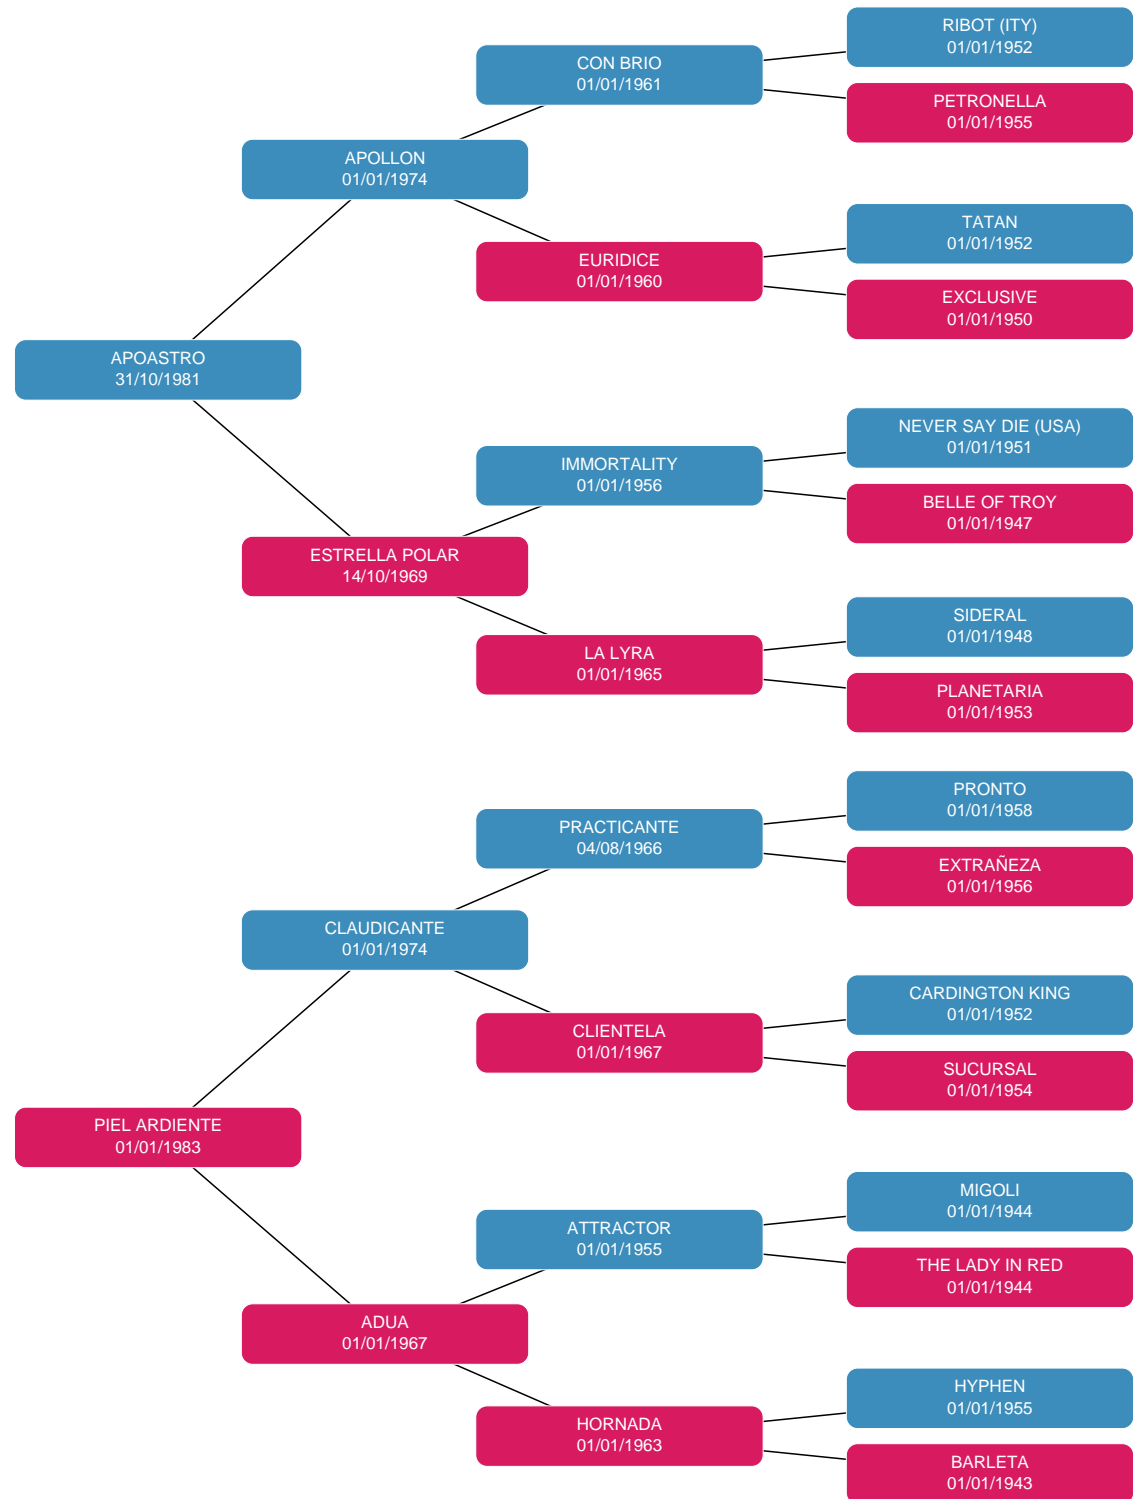 RIBOT (ITY)
01/01/1952
CON BRIO
01/01/1961
PETRONELLA
01/01/1955
APOLLON
01/01/1974
TATAN
01/01/1952
EURIDICE
01/01/1960
EXCLUSIVE
01/01/1950
APOASTRO
31/10/1981
NEVER SAY DIE (USA)
01/01/1951
IMMORTALITY
01/01/1956
BELLE OF TROY
01/01/1947
ESTRELLA POLAR
14/10/1969
SIDERAL
01/01/1948
LA LYRA
01/01/1965
PLANETARIA
01/01/1953
PRONTO
01/01/1958
PRACTICANTE
04/08/1966
EXTRAÑEZA
01/01/1956
CLAUDICANTE
01/01/1974
CARDINGTON KING
01/01/1952
CLIENTELA
01/01/1967
SUCURSAL
01/01/1954
PIEL ARDIENTE
01/01/1983
MIGOLI
01/01/1944
ATTRACTOR
01/01/1955
THE LADY IN RED
01/01/1944
ADUA
01/01/1967
HYPHEN
01/01/1955
HORNADA
01/01/1963
BARLETA
01/01/1943